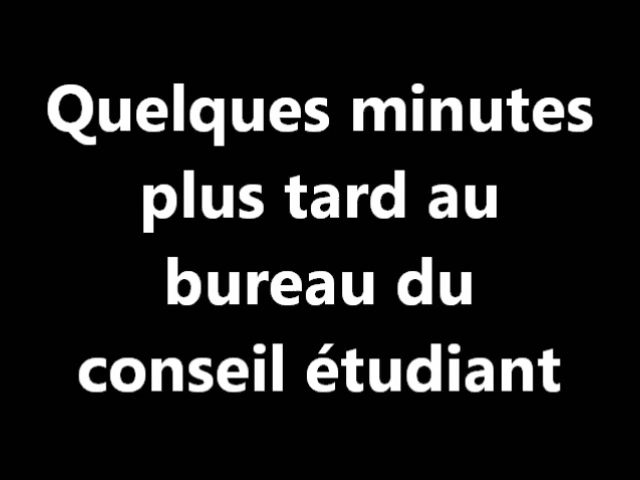 Quelques minutes
plus tard au
bureau du
conseil étudiant